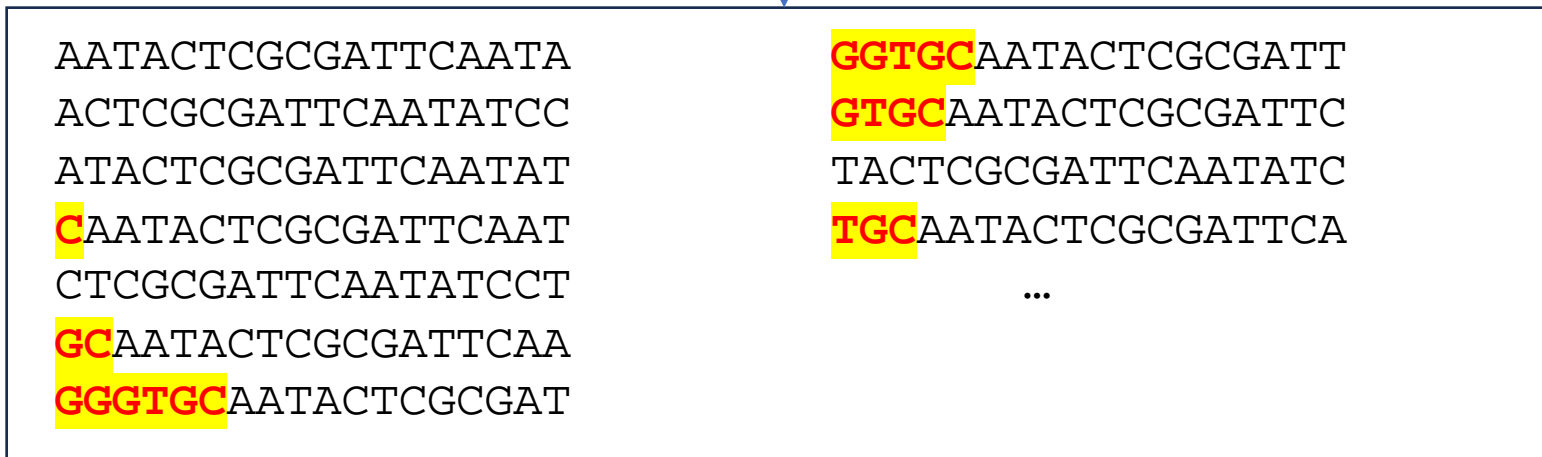 AATACTCGCGATTCAATA
ACTCGCGATTCAATATCC
ATACTCGCGATTCAATAT
CAATACTCGCGATTCAAT
CTCGCGATTCAATATCCT
GCAATACTCGCGATTCAA
GGGTGCAATACTCGCGAT
GGTGCAATACTCGCGATT
GTGCAATACTCGCGATTC
TACTCGCGATTCAATATC
TGCAATACTCGCGATTCA
…